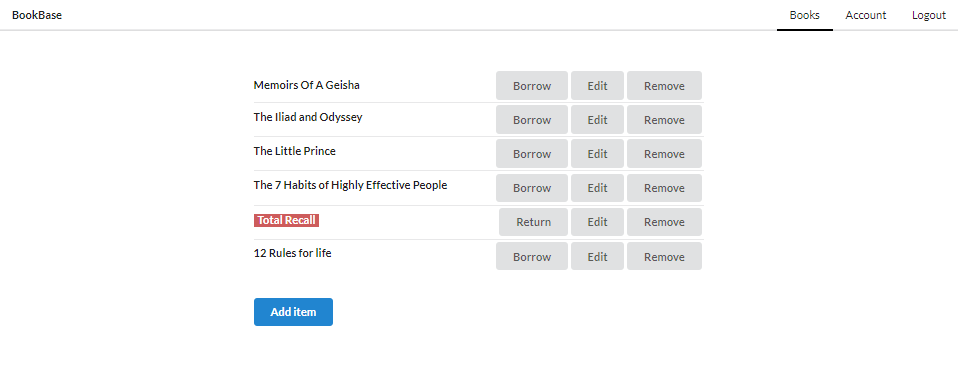 BookBase Books Account Logout
Memoirs Of A Geisha Borrow Edit Remove
The Iliad and Odyssey Borrow Edit Remove
The Little Prince Borrow Edit Remove
The 7 Habits of Highly Effective People Borrow Edit Remove
Total Recall Return Edit Remove
12 Rules for life Borrow Edit Remove
Add item